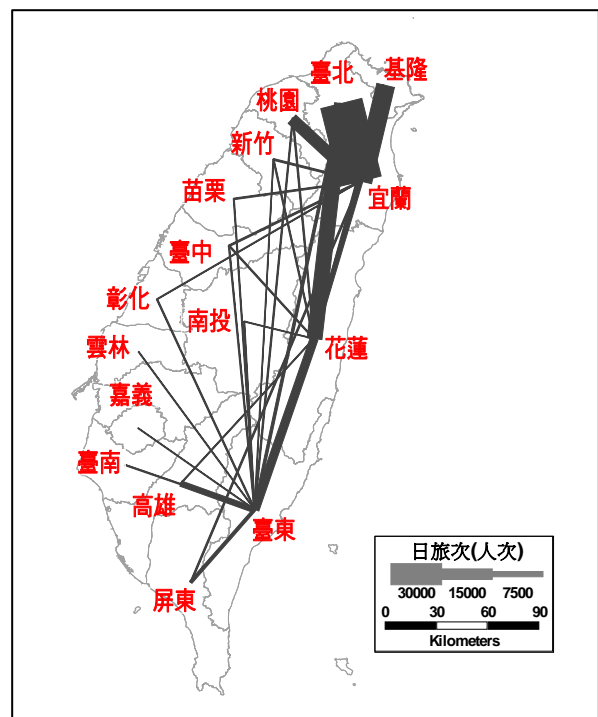 基隆
臺北
桃園
新竹
苗栗
宜蘭
臺中
彰化
南投
雲林
花蓮
嘉義
臺南
高雄
臺東
屏東
日旅次(人次)
30000 15000 7500
0 30 60 90
Kilometers